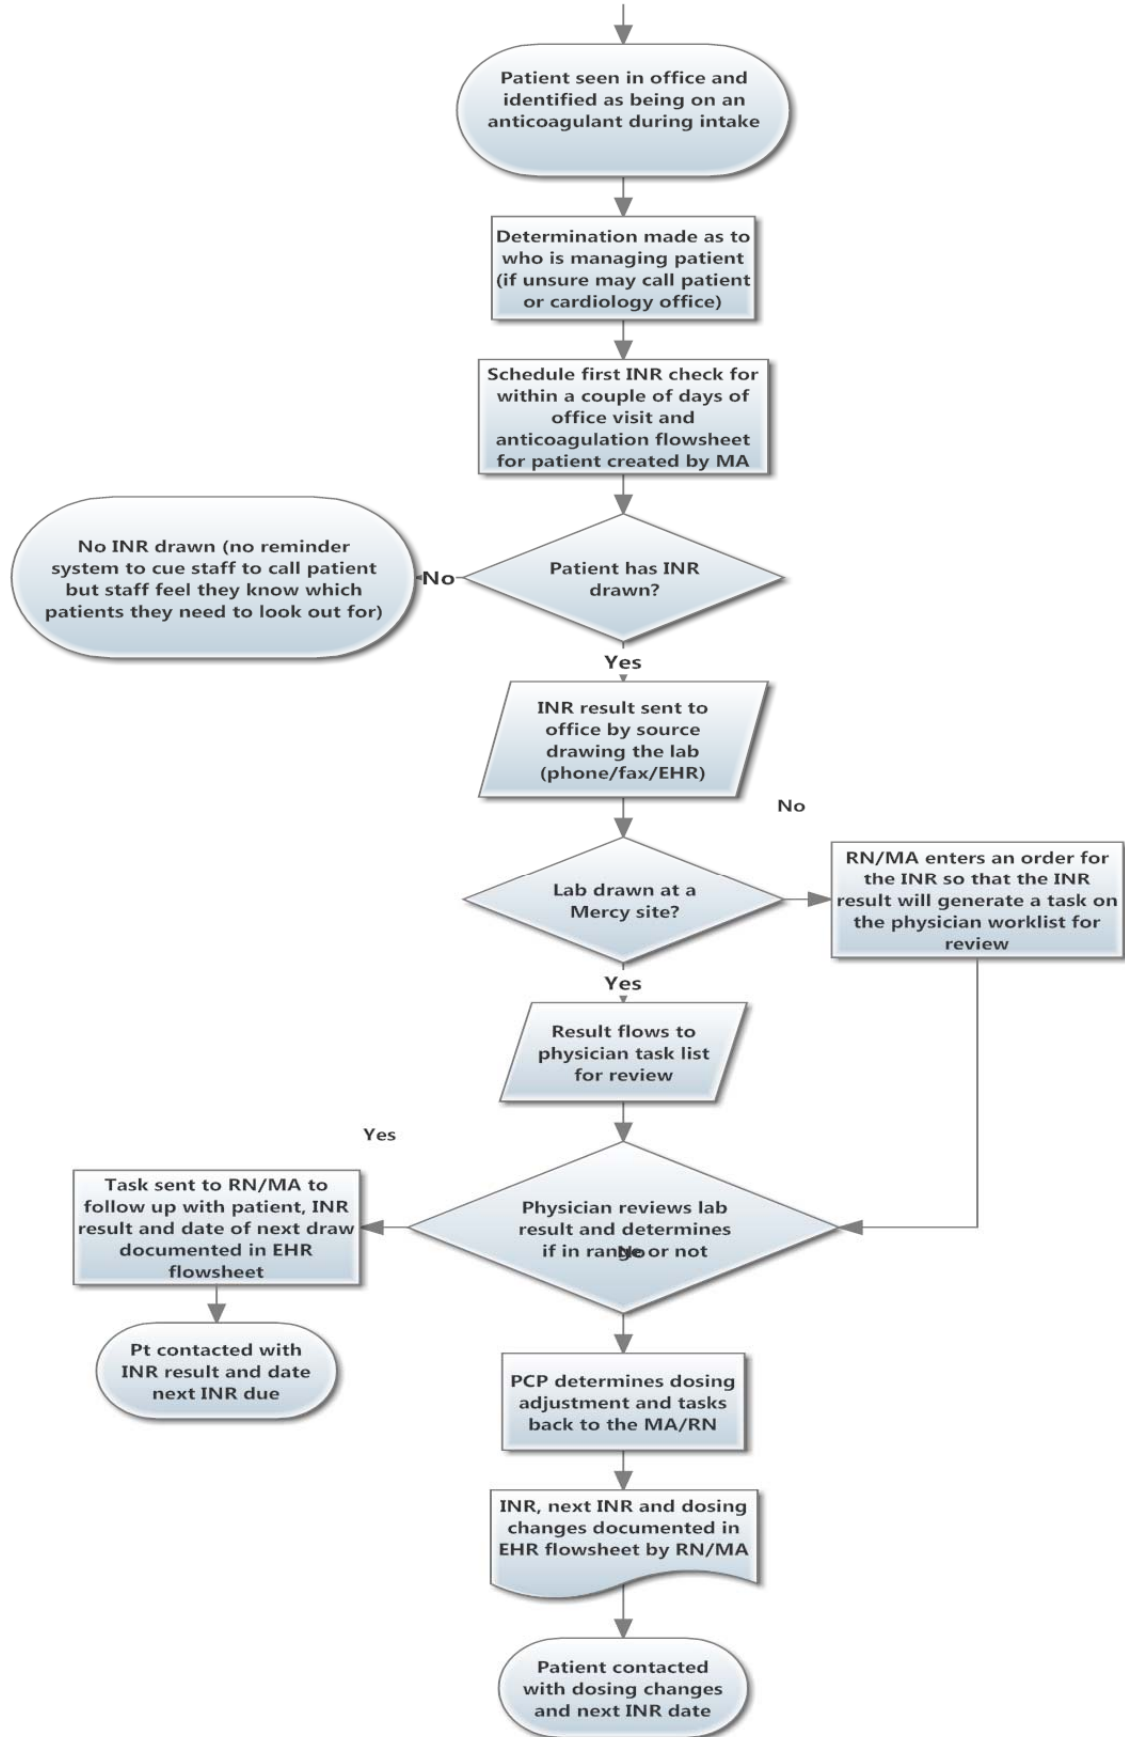 Patient seen in office and
identified as being on an
anticoagulant during intake
Determination made as to
who is managing patient
(if unsure may call patient
or cardiology office)
Schedule first INR check for
within a couple of days of
office visit and
anticoagulation flowsheet
for patient created by MA
No INR drawn (no reminder
system to cue staff to call patient
but staff feel they know which
patients they need to look out for)
No
Patient has INR
drawn?
Yes
INR result sent to
office by source
drawing the lab
(phone/fax/EHR)
No
Lab drawn at a
Mercy site?
RN/MA enters an order for
the INR so that the INR
result will generate a task on
the physician worklist for
review
Yes
Result flows to
physician task list
for review
Yes
Task sent to RN/MA to
follow up with patient, INR
result and date of next draw
documented in EHR
flowsheet
Physician reviews lab
result and determines
if in range or not
No
Pt contacted with
INR result and date
next INR due
PCP determines dosing
adjustment and tasks
back to the MA/RN
INR, next INR and dosing
changes documented in
EHR flowsheet by RN/MA
Patient contacted
with dosing changes
and next INR date